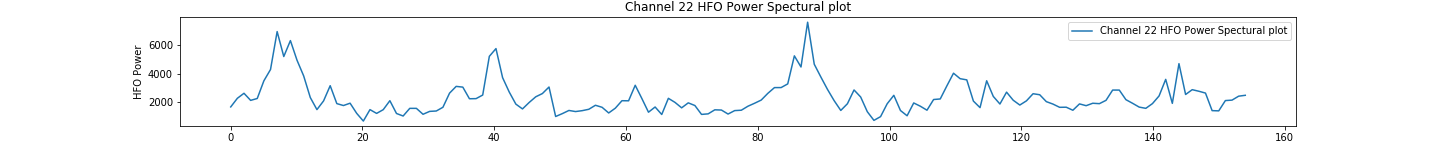 Channel 22 HFO Power Spectural plot
Channel 22 HFO Power Spectural plot
HFO Power
6000
4000
2000
0 20 40 60 80 100 120 140 160